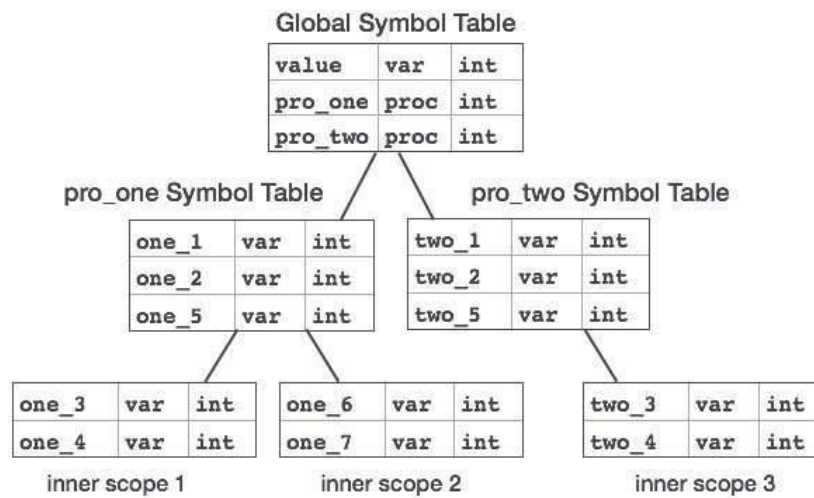 Global Symbol Table
value var int
pro_one proc int
pro_two proc int
pro_one Symbol Table
one_1 var int
one_2 var int
one_5 var int
pro_two Symbol Table
two_1 var int
two_2 var int
two_5 var int
one_3 var int
one_4 var int
inner scope 1
one_6 var int
one_7 var int
inner scope 2
two_3 var int
two_4 var int
inner scope 3